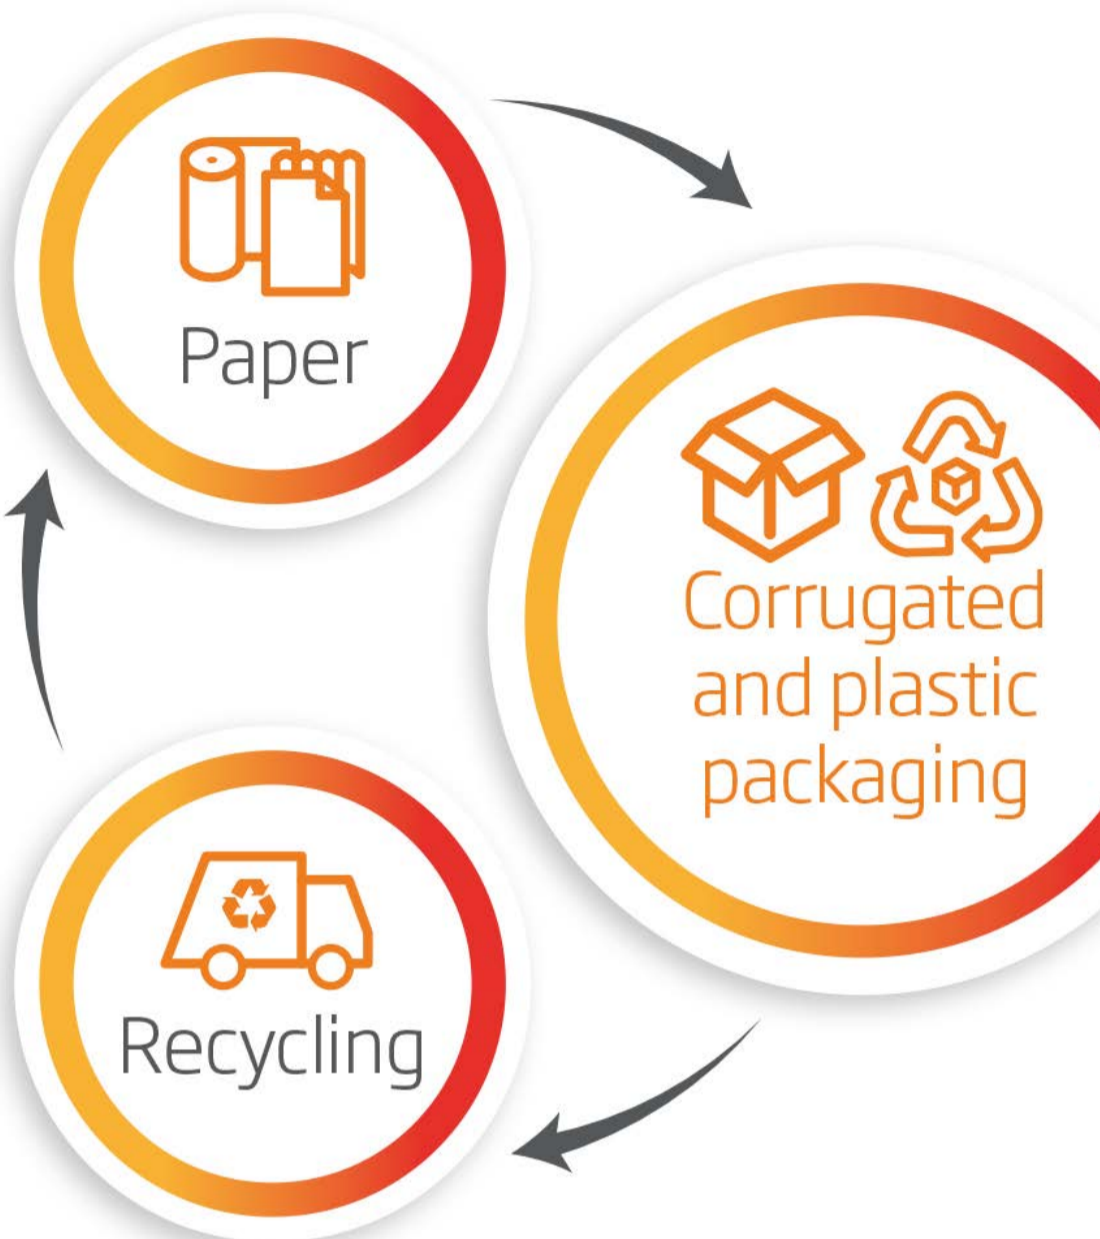 Paper
Corrugated
and plastic
packaging
Recycling